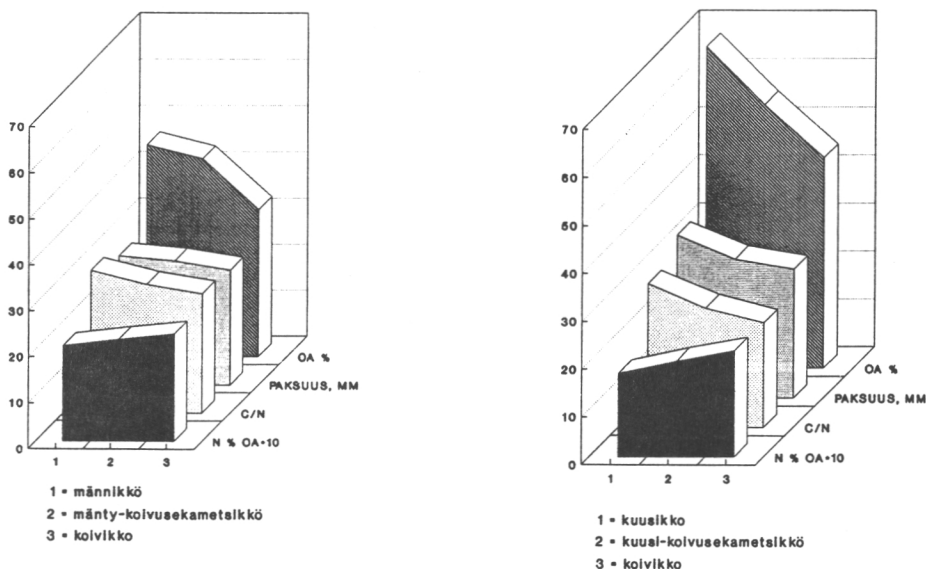 70
60
50
40
30
20
10
0
OA %
PAKSUUS, MM
C/N
N % OA*10
1 2 3
1 = männikkö
2 = mänty-koivusekametsikkö
3 = koivikko
70
60
50
40
30
20
10
0
OA %
PAKSUUS, MM
C/N
N % OA*10
1 2 3
1 = kuusikko
2 = kuusi-koivusekametsikkö
3 = koivikko